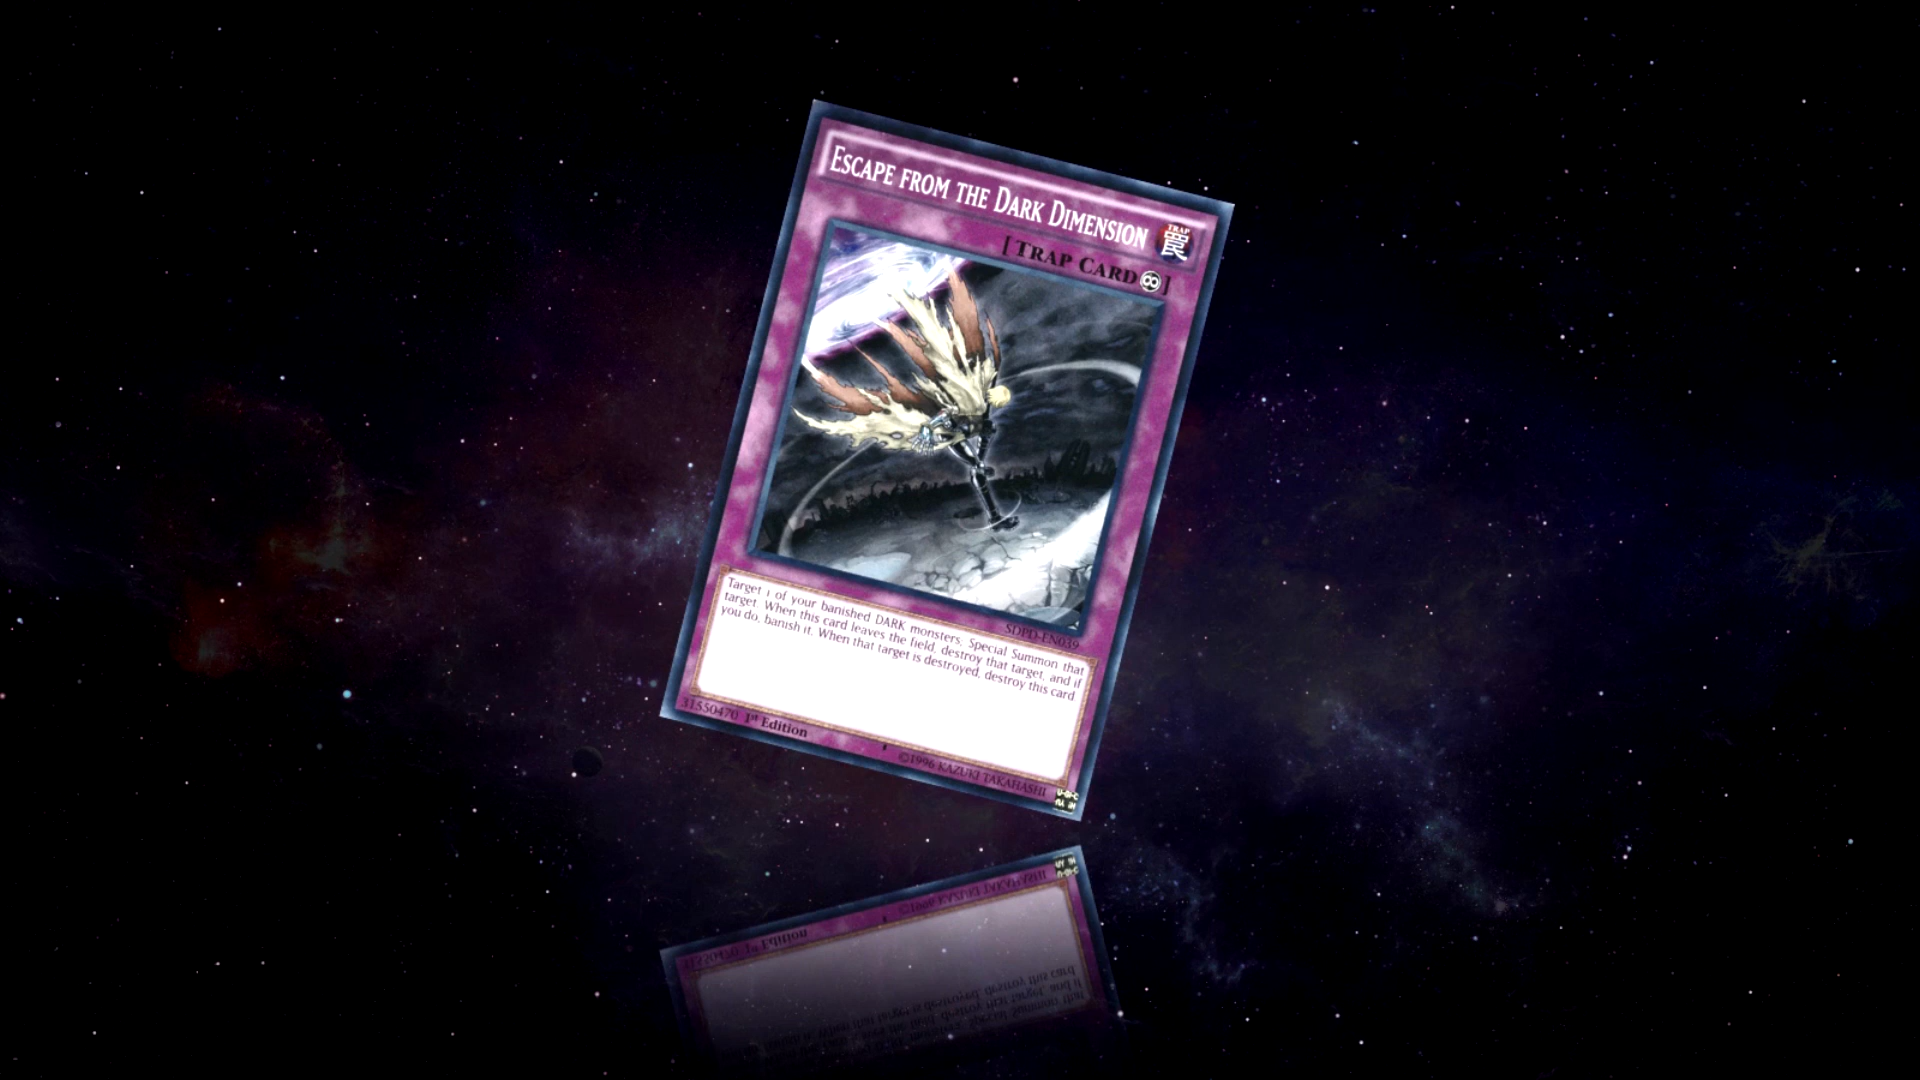 ESCAPE FROM THE DARK DIMENSION
TRAP
罠
[TRAP CARD∞]
SDPD-EN039
Target 1 of your banished DARK monsters; Special Summon that
target. When this card leaves the field, destroy that target, and if
you do, banish it. When that target is destroyed, destroy this card.
31550470 1st Edition
©1996 KAZUKI TAKAHASHI